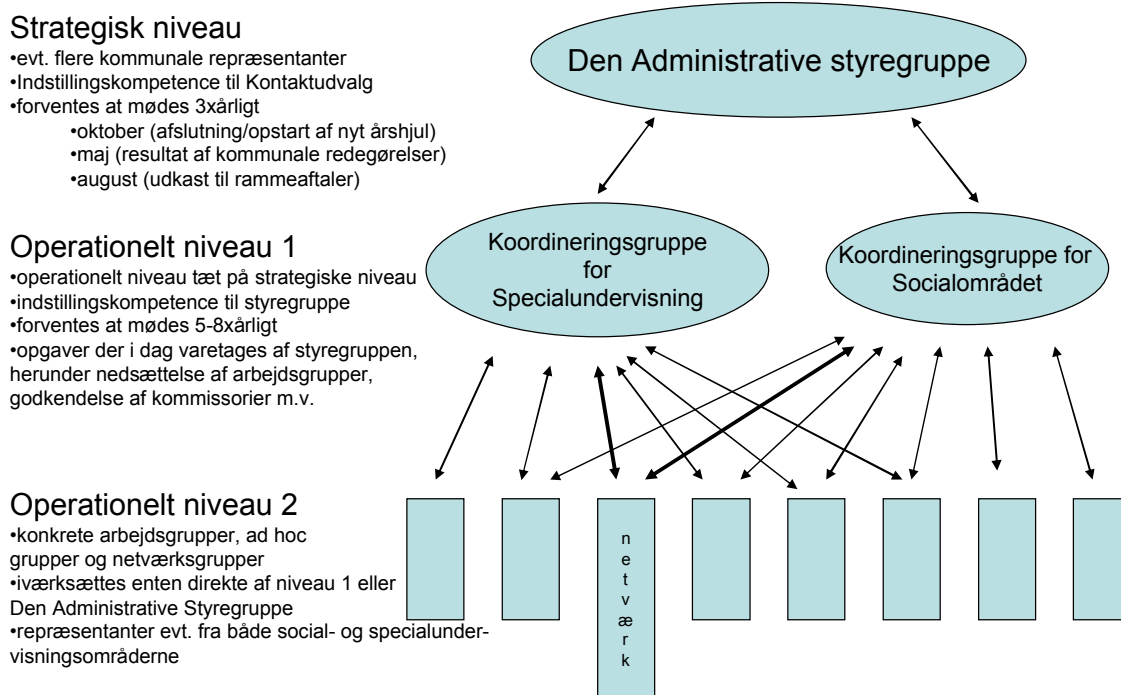 Strategisk niveau
•evt. flere kommunale repræsentanter
•Indstillingskompetence til Kontaktudvalg
•forventes at mødes 3xårligt
•oktober (afslutning/opstart af nyt årshjul)
•maj (resultat af kommunale redegørelser)
•august (udkast til rammeaftaler)
Den Administrative styregruppe
Operationelt niveau 1
•operationelt niveau tæt på strategiske niveau
•indstillingskompetence til styregruppe
•forventes at mødes 5-8xårligt
•opgaver der i dag varetages af styregruppen,
herunder nedsættelse af arbejdsgrupper,
godkendelse af kommissorier m.v.
Koordineringsgruppe
for
Specialundervisning
Koordineringsgruppe for
Socialområdet
Operationelt niveau 2
•konkrete arbejdsgrupper, ad hoc
grupper og netværksgrupper
•iværksættes enten direkte af niveau 1 eller
Den Administrative Styregruppe
•repræsentanter evt. fra både social- og specialunder-
visningsområderne
netværk